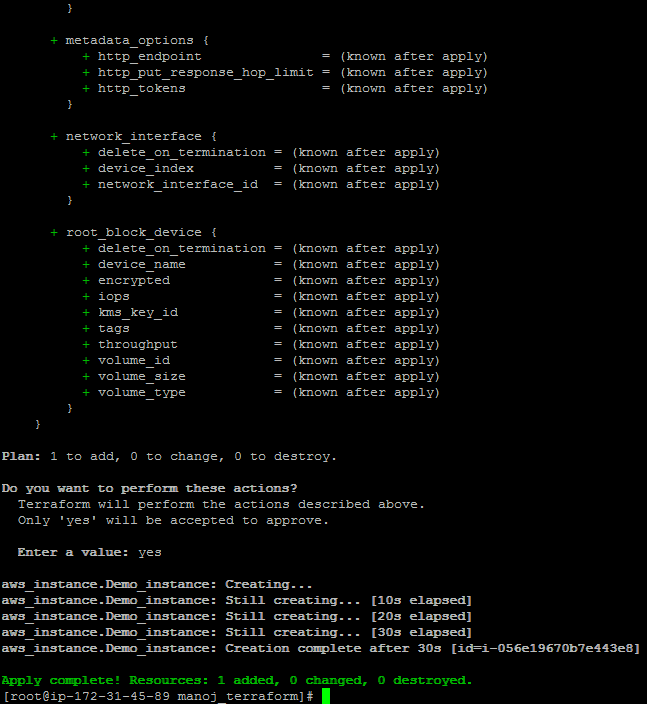 }

      + metadata_options {
          + http_endpoint               = (known after apply)
          + http_put_response_hop_limit = (known after apply)
          + http_tokens                 = (known after apply)
        }

      + network_interface {
          + delete_on_termination = (known after apply)
          + device_index          = (known after apply)
          + network_interface_id  = (known after apply)
        }

      + root_block_device {
          + delete_on_termination = (known after apply)
          + device_name           = (known after apply)
          + encrypted             = (known after apply)
          + iops                  = (known after apply)
          + kms_key_id            = (known after apply)
          + tags                  = (known after apply)
          + throughput            = (known after apply)
          + volume_id             = (known after apply)
          + volume_size           = (known after apply)
          + volume_type           = (known after apply)
        }
    }

Plan: 1 to add, 0 to change, 0 to destroy.

Do you want to perform these actions?
  Terraform will perform the actions described above.
  Only 'yes' will be accepted to approve.

  Enter a value: yes

aws_instance.Demo_instance: Creating...
aws_instance.Demo_instance: Still creating... [10s elapsed]
aws_instance.Demo_instance: Still creating... [20s elapsed]
aws_instance.Demo_instance: Still creating... [30s elapsed]
aws_instance.Demo_instance: Creation complete after 30s [id=i-056e19670b7e443e8]

Apply complete! Resources: 1 added, 0 changed, 0 destroyed.
[root@ip-172-31-45-89 manoj_terraform]#